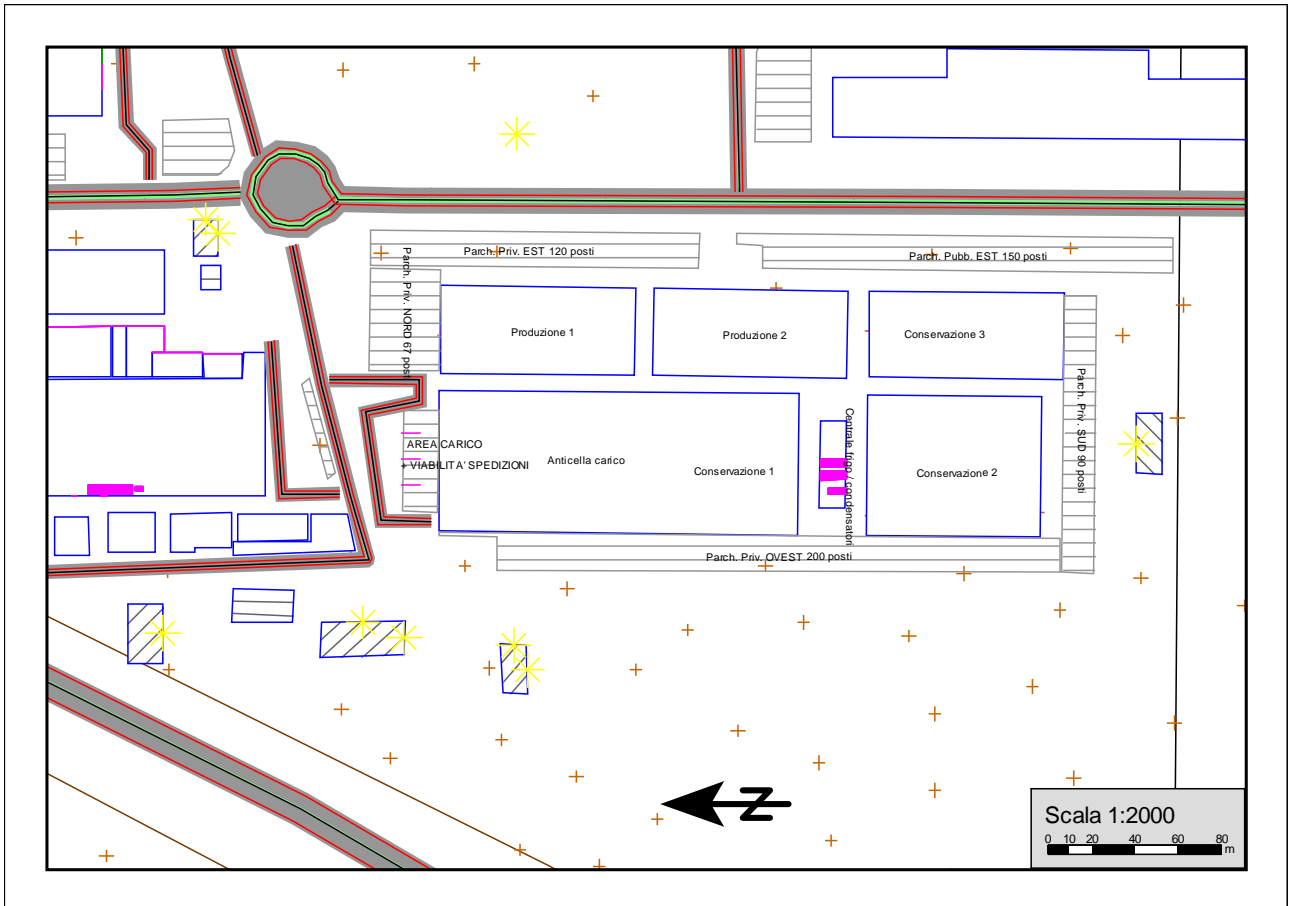 Parch. Priv. EST 120 posti
Parch. Pubb. EST 150 posti
Parch. Priv. NORD 67 posti
Produzione 1
Produzione 2
Conservazione 3
Parch. Priv. SUD 90 posti
AREA CARICO
+ VIABILITA' SPEDIZIONI
Anticella carico
Conservazione 1
Centrale frigo / condensatori
Conservazione 2
Parch. Priv. OVEST 200 posti
N
Scala 1:2000
0 10 20 40 60 80
m